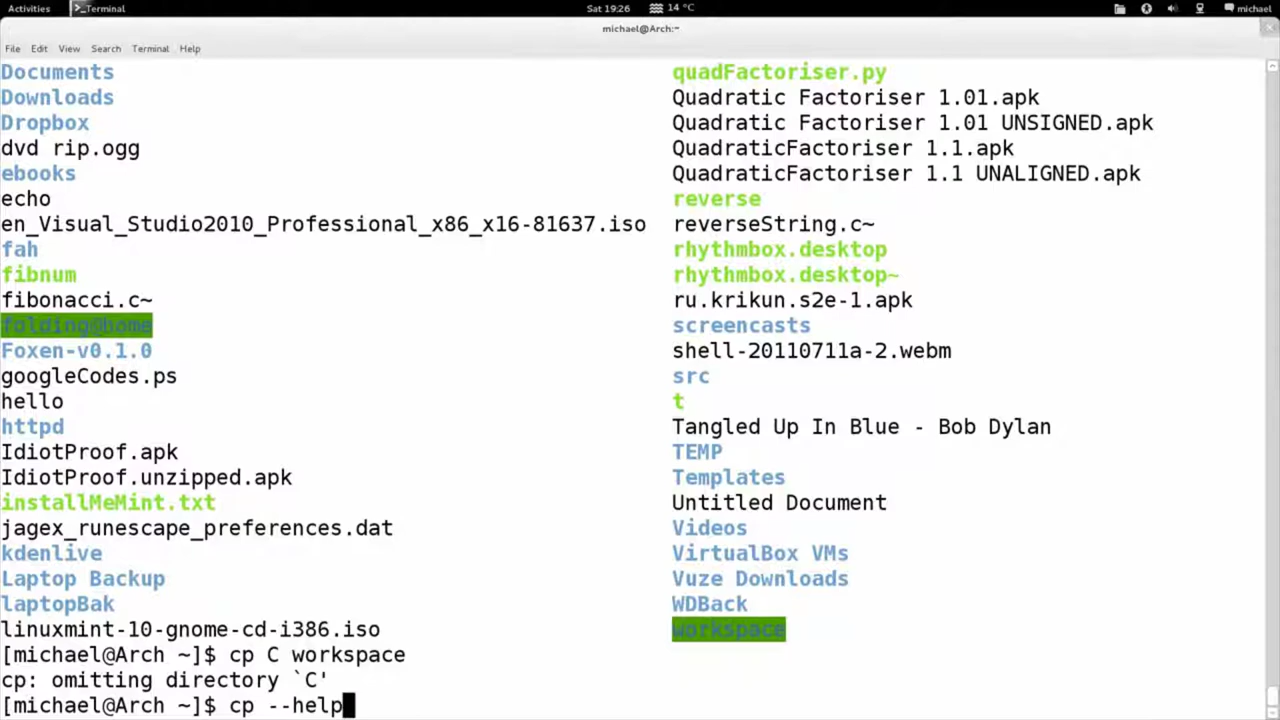 Activities
Terminal
Sat 19:26
14 °C
michael
michael@Arch:~
File Edit View Search Terminal Help
Documents
Downloads
Dropbox
dvd rip.ogg
ebooks
echo
en_Visual_Studio2010_Professional_x86_x16-81637.iso
fah
fibnum
fibonacci.c~
folding@home
Foxen-v0.1.0
googleCodes.ps
hello
httpd
IdiotProof.apk
IdiotProof.unzipped.apk
installMeMint.txt
jagex_runescape_preferences.dat
kdenlive
Laptop Backup
laptopBak
linuxmint-10-gnome-cd-i386.iso
quadFactoriser.py
Quadratic Factoriser 1.01.apk
Quadratic Factoriser 1.01 UNSIGNED.apk
QuadraticFactoriser 1.1.apk
QuadraticFactoriser 1.1 UNALIGNED.apk
reverse
reverseString.c~
rhythmbox.desktop
rhythmbox.desktop~
ru.krikun.s2e-1.apk
screencasts
shell-20110711a-2.webm
src
t
Tangled Up In Blue - Bob Dylan
TEMP
Templates
Untitled Document
Videos
VirtualBox VMs
Vuze Downloads
WDBack
workspace
[michael@Arch ~]$ cp C workspace
cp: omitting directory `C'
[michael@Arch ~]$ cp --help